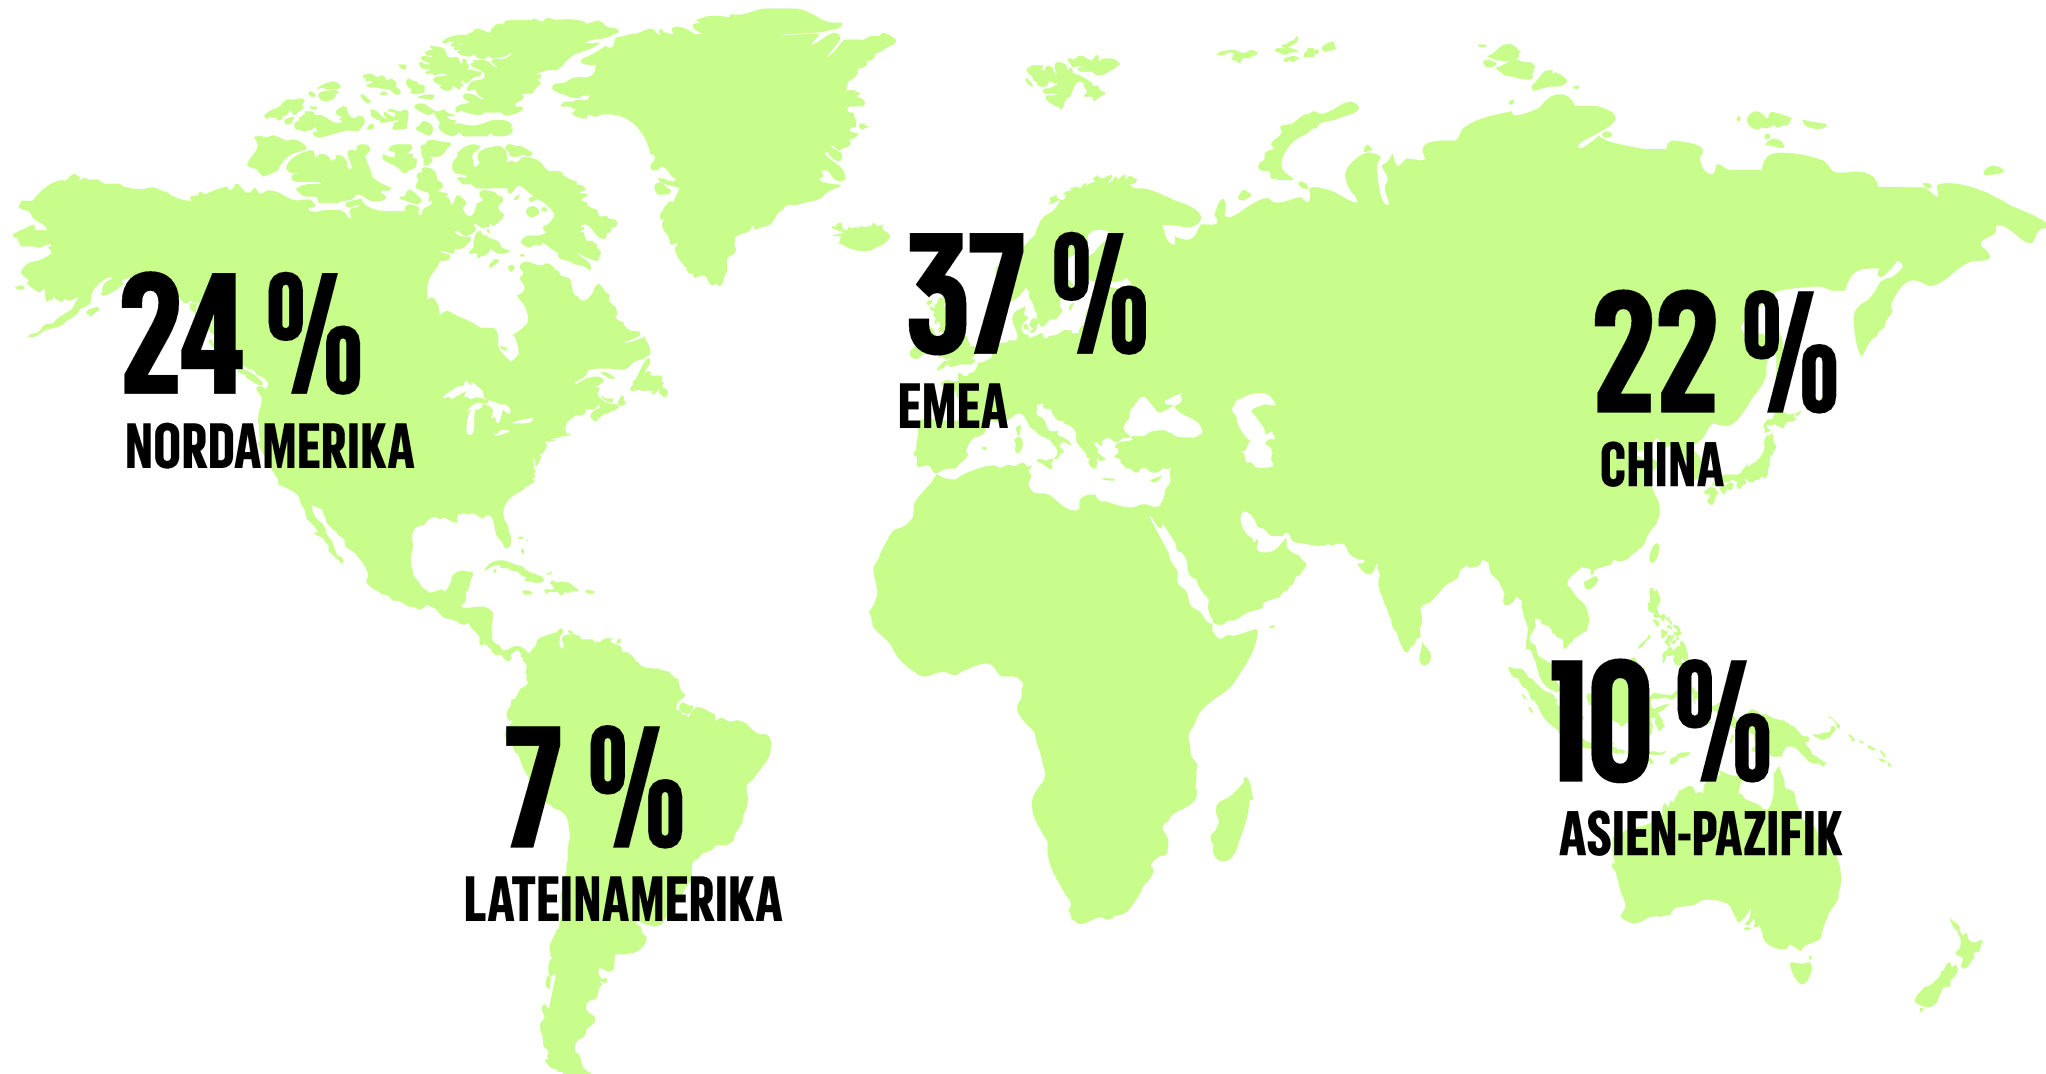 24 %
NORDAMERIKA
37 %
EMEA
22 %
CHINA
7 %
LATEINAMERIKA
10 %
ASIEN-PAZIFIK